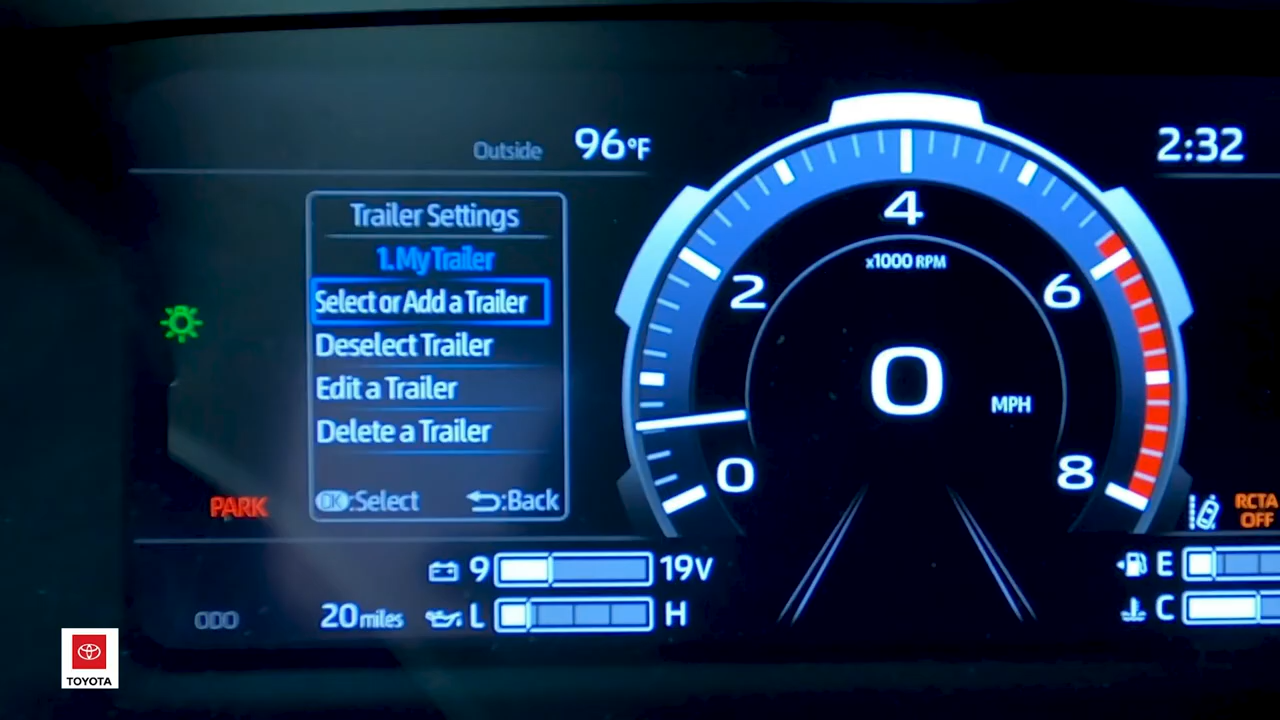 Outside 96°F
2:32
Trailer Settings
1. My Trailer
Select or Add a Trailer
Deselect Trailer
Edit a Trailer
Delete a Trailer
OK:Select
:Back
PARK
4
x1000 RPM
2
6
0
MPH
0
8
RCTA
OFF
9
19V
E
ODO
20 miles
L
H
C
TOYOTA